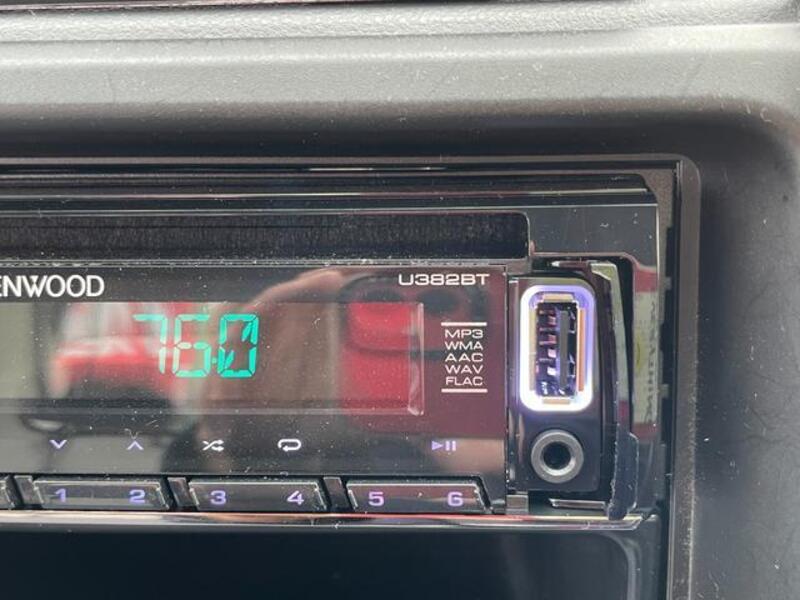 ENWOOD
U382BT
76.0
MP3
WMA
AAC
WAV
FLAC
1 2 3 4 5 6